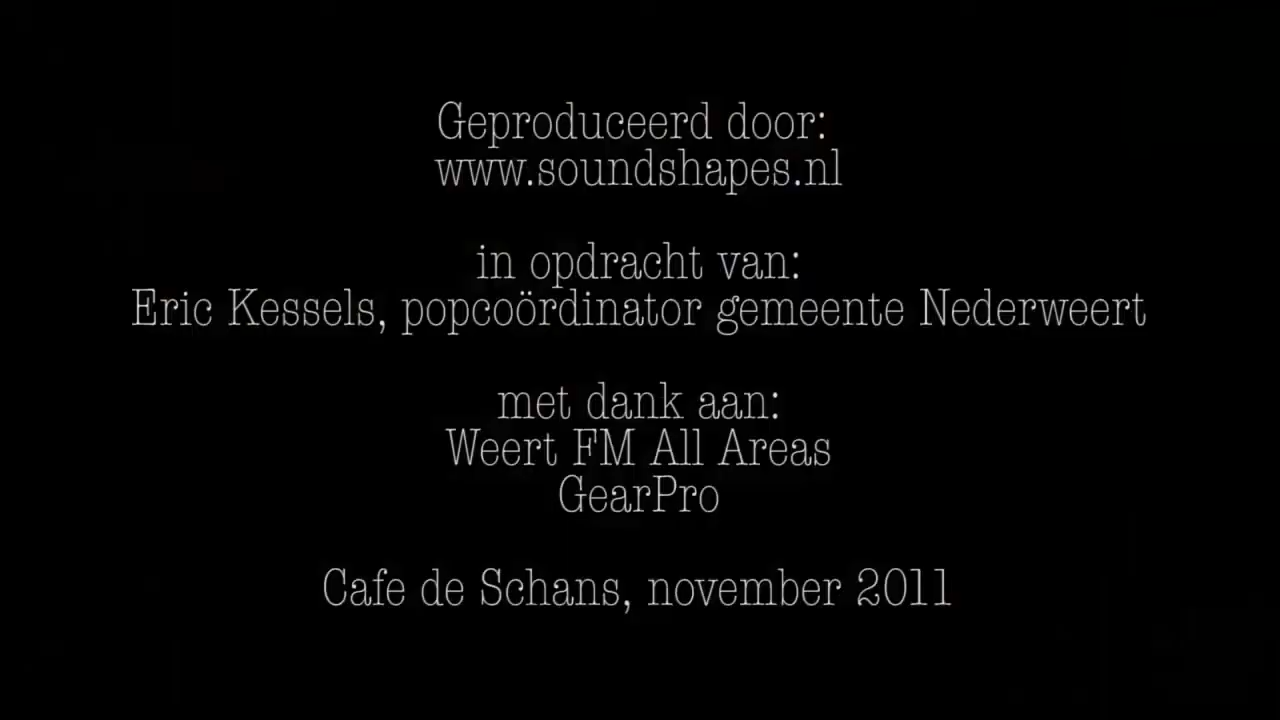 Geproduceerd door:
www.soundshapes.nl
in opdracht van:
Eric Kessels, popcoördinator gemeente Nederweert
met dank aan:
Weert FM All Areas
GearPro
Cafe de Schans, november 2011